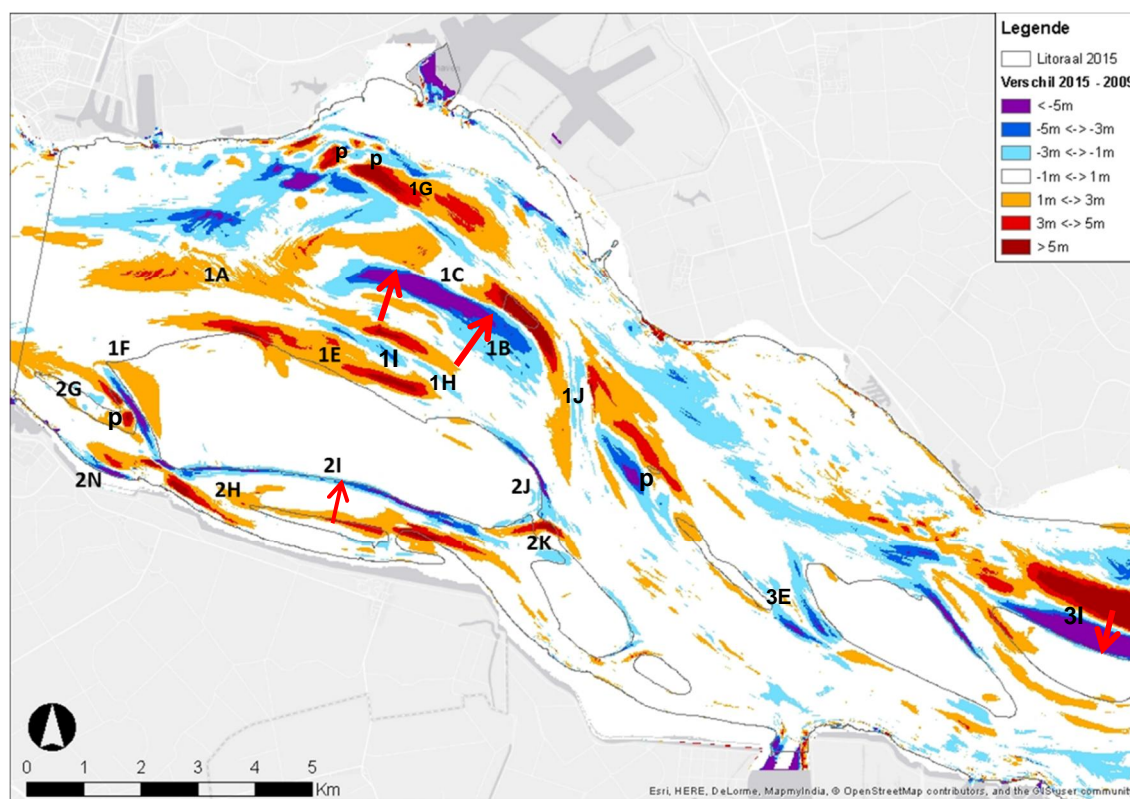 Legende
Litoraal 2015
Verschil 2015 - 2009
< -5m
-5m <-> -3m
-3m <-> -1m
-1m <-> 1m
1m <-> 3m
3m <-> 5m
> 5m
p
p
1G
1A
1C
1F
1E
1I
1B
1H
2G
1J
p
2I
2N
2H
2J
p
2K
3E
3I
0 1 2 3 4 5
Km
Esri, HERE, DeLorme, MapmyIndia, © OpenStreetMap contributors, and the GIS user communit